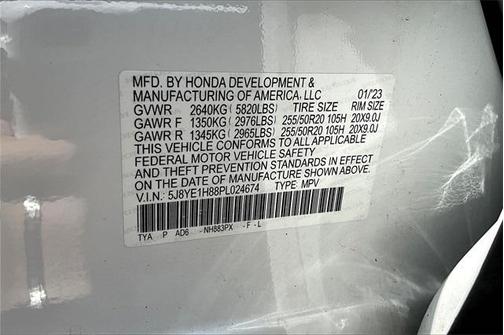 MFD. BY HONDA DEVELOPMENT &
MANUFACTURING OF AMERICA, LLC 01/23
GVWR 2640KG (5820LBS) TIRE SIZE RIM SIZE
GAWR F 1350KG (2976LBS) 255/50R20 105H 20X9.0J
GAWR R 1345KG (2965LBS) 255/50R20 105H 20X9.0J
THIS VEHICLE CONFORMS TO ALL APPLICABLE
FEDERAL MOTOR VEHICLE SAFETY
AND THEFT PREVENTION STANDARDS IN EFFECT
ON THE DATE OF MANUFACTURE SHOWN ABOVE.
V.I.N.: 5J8YE1H88PL024674 TYPE: MPV
TYA P AD6 -NH883PX -F-L